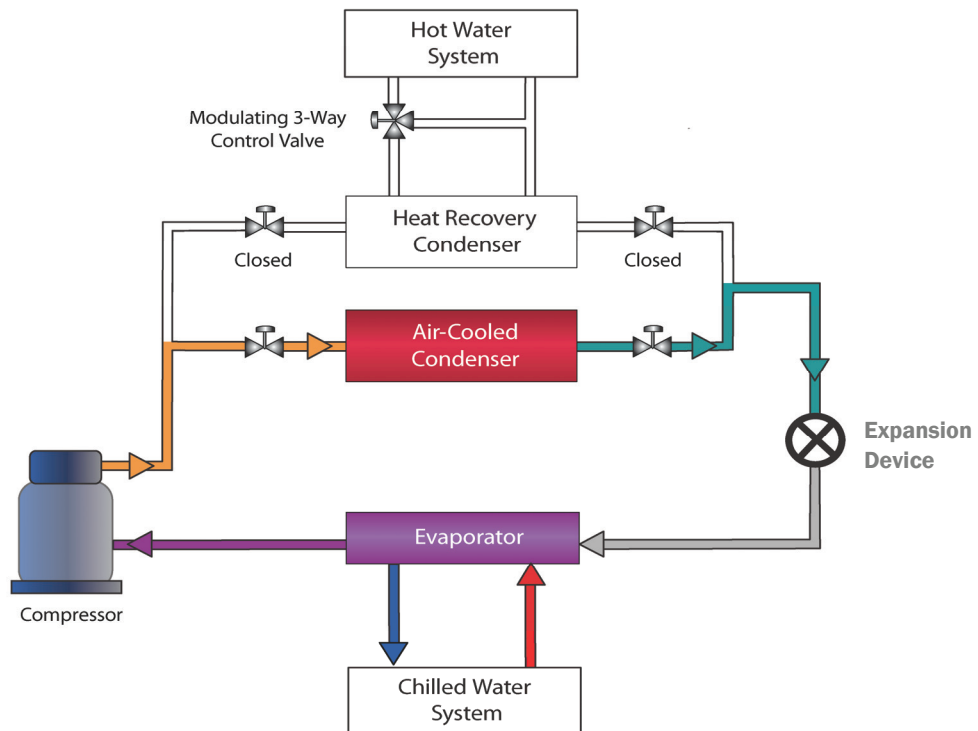 Hot Water
System
Modulating 3-Way
Control Valve
Heat Recovery
Condenser
Closed
Closed
Air-Cooled
Condenser
Expansion
Device
Evaporator
Compressor
Chilled Water
System